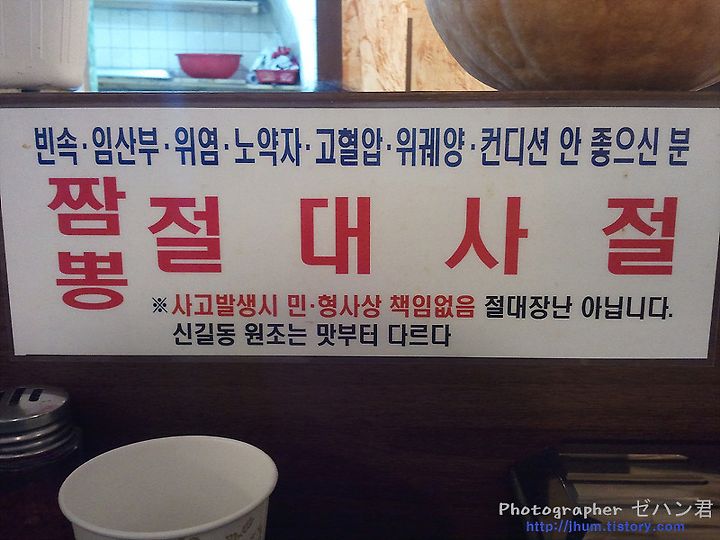 빈속·임산부·위염·노약자·고혈압·위궤양·컨디션 안 좋으신 분
짬뽕 절대사절
※사고발생시 민·형사상 책임없음 절대장난 아닙니다.
신길동 원조는 맛부터 다르다
Photographer ゼハン君
http://jhum.tistory.com